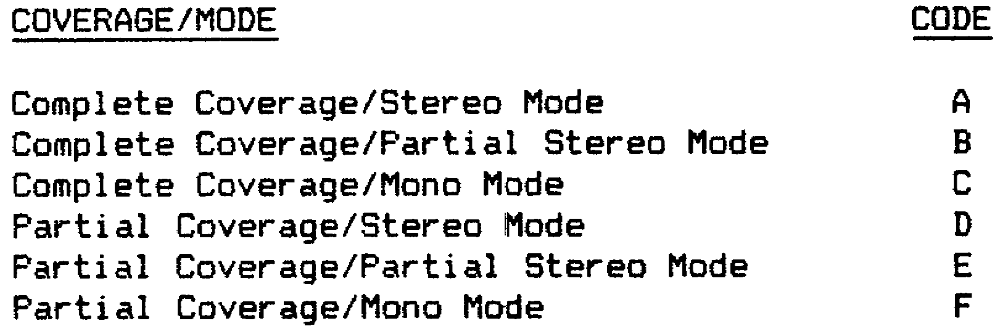 COVERAGE/MODE CODE
Complete Coverage/Stereo Mode A
Complete Coverage/Partial Stereo Mode B
Complete Coverage/Mono Mode C
Partial Coverage/Stereo Mode D
Partial Coverage/Partial Stereo Mode E
Partial Coverage/Mono Mode F